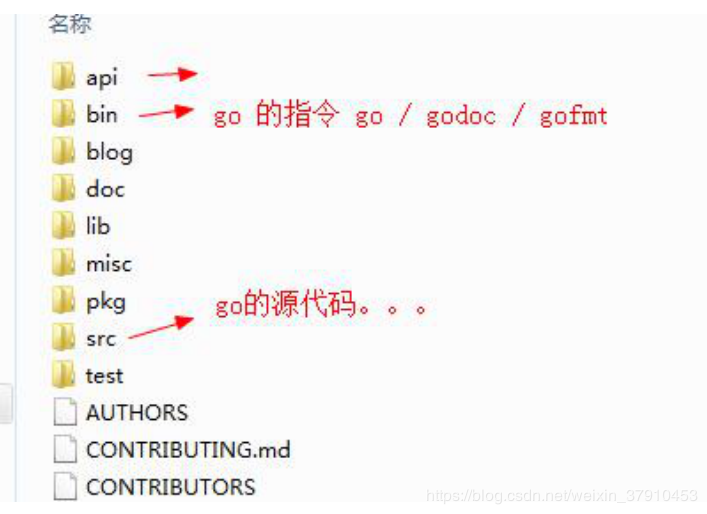 名称
api
bin
go 的指令 go / godoc / gofmt
blog
doc
lib
misc
pkg
go的源代码。。。
src
test
AUTHORS
CONTRIBUTING.md
CONTRIBUTORS
https://blog.csdn.net/weixin_37910453